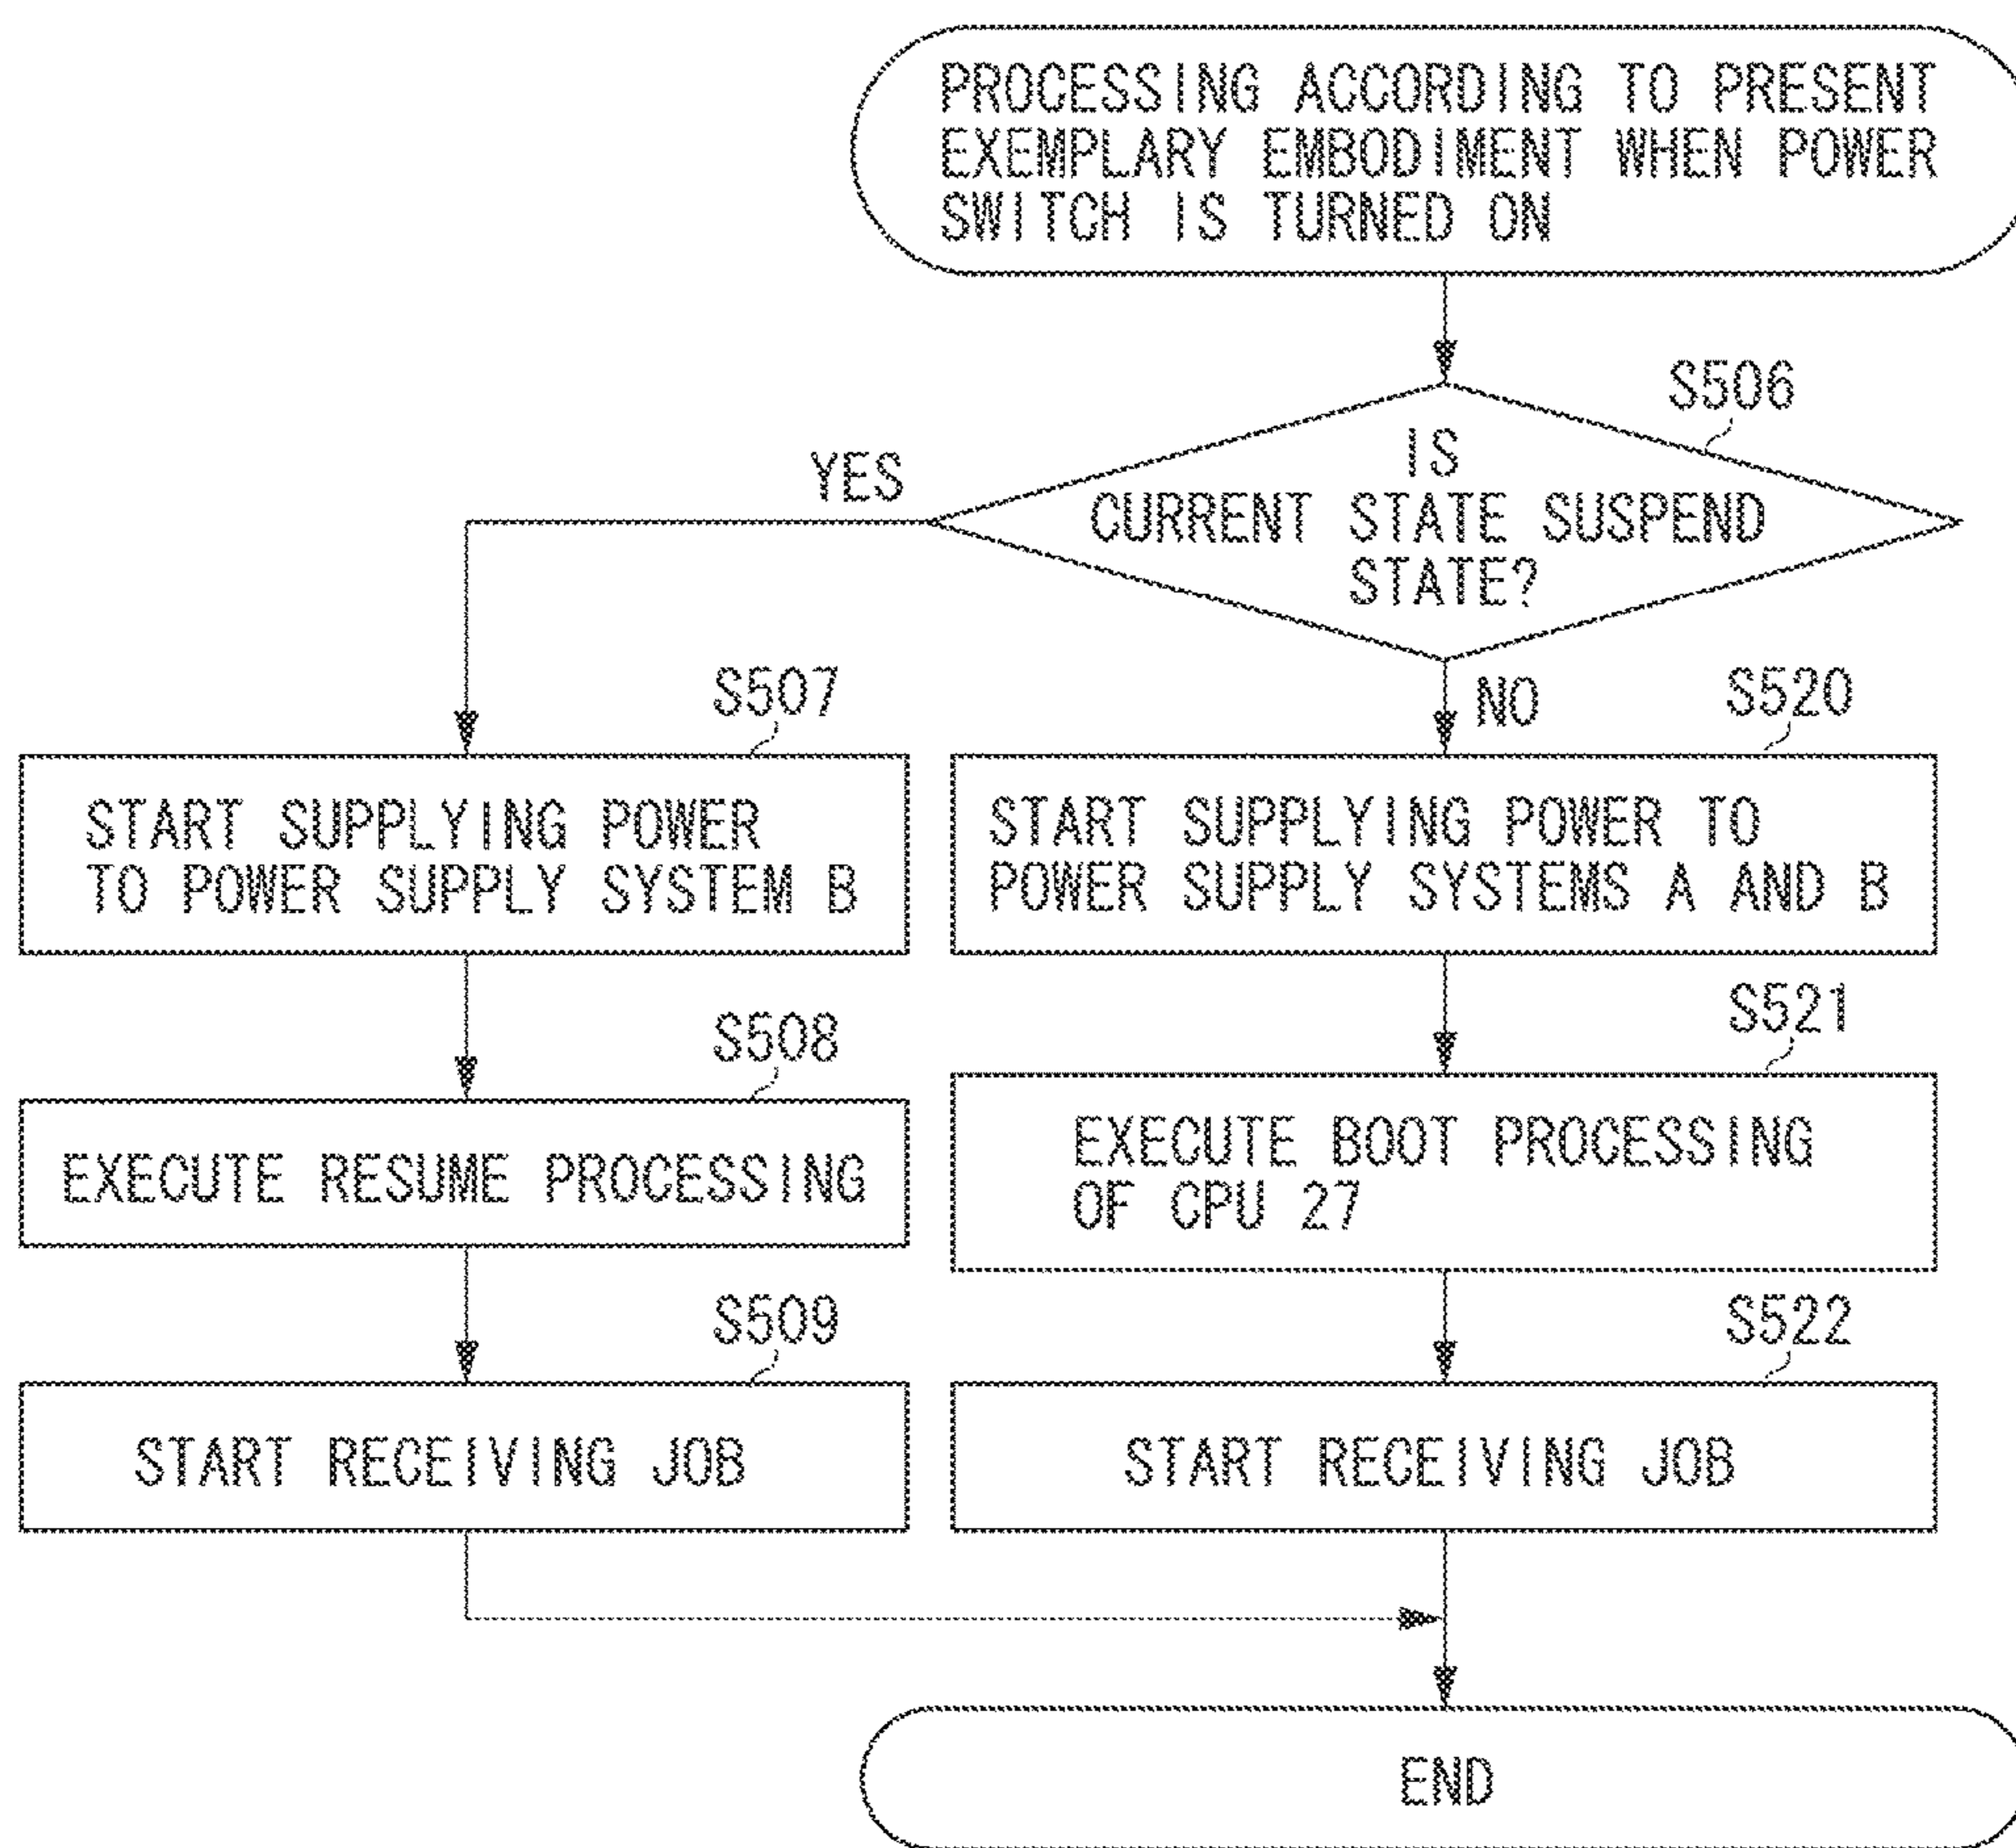 PROCESSING ACCORDING TO PRESENT
EXEMPLARY EMBODIMENT WHEN POWER
SWITCH IS TURNED ON
S506
IS
CURRENT STATE SUSPEND
STATE?
YES
NO
S507
START SUPPLYING POWER
TO POWER SUPPLY SYSTEM B
S520
START SUPPLYING POWER TO
POWER SUPPLY SYSTEMS A AND B
S508
EXECUTE RESUME PROCESSING
S521
EXECUTE BOOT PROCESSING
OF CPU 27
S509
START RECEIVING JOB
S522
START RECEIVING JOB
END